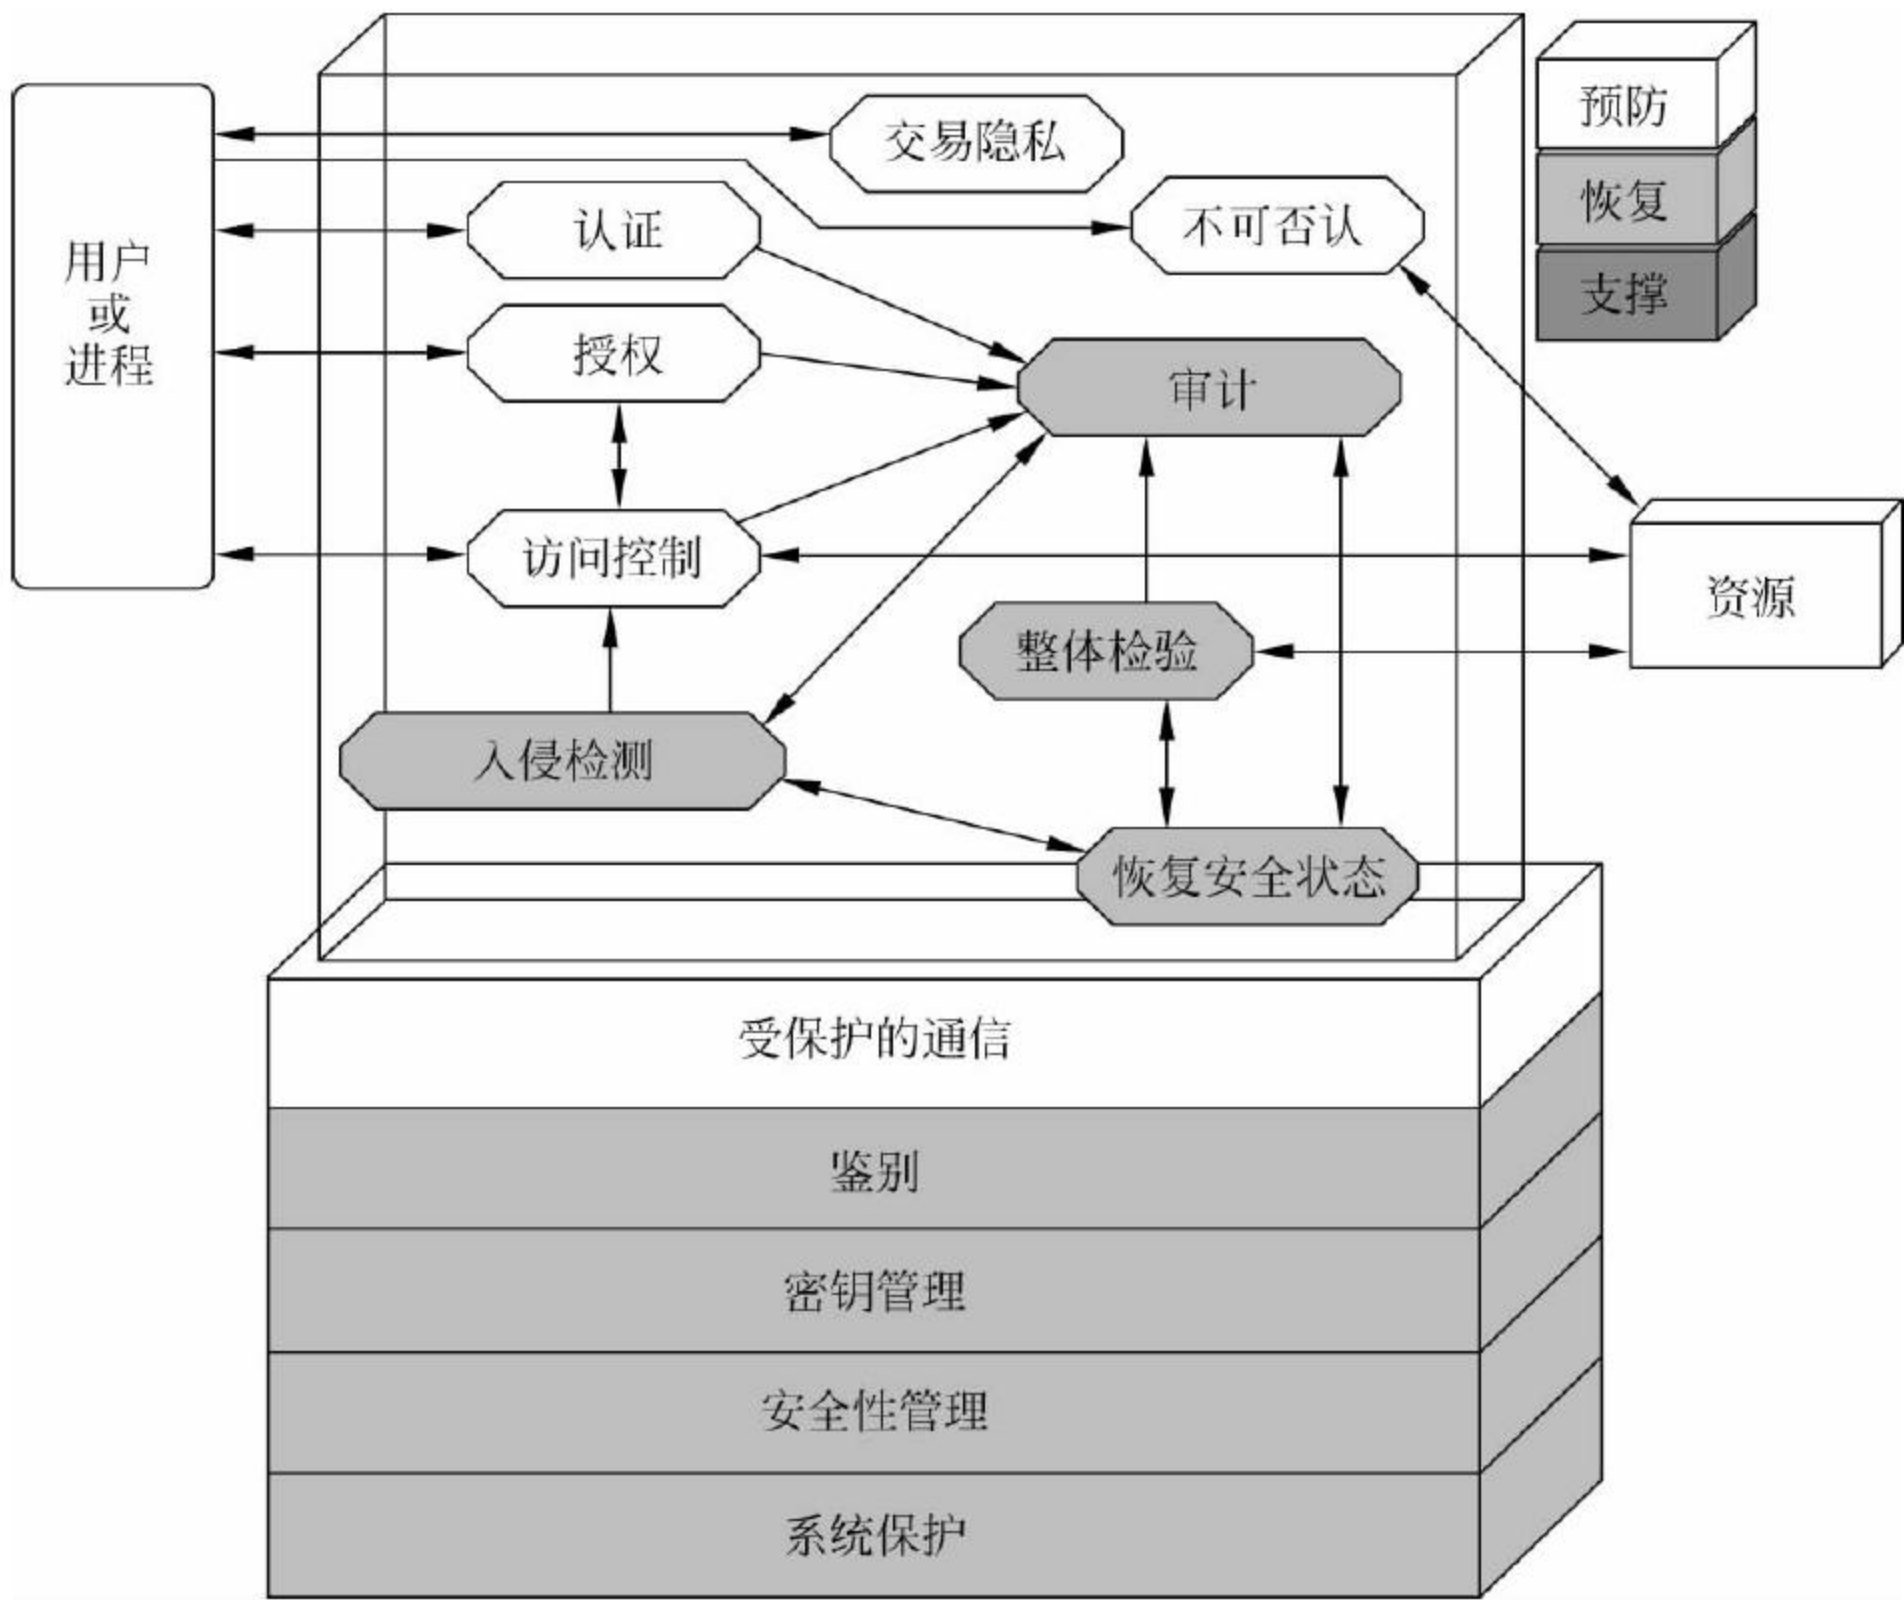 预防
恢复
支撑
用户
或
进程
交易隐私
认证
不可否认
授权
审计
访问控制
资源
整体检验
入侵检测
恢复安全状态
受保护的通信
鉴别
密钥管理
安全性管理
系统保护